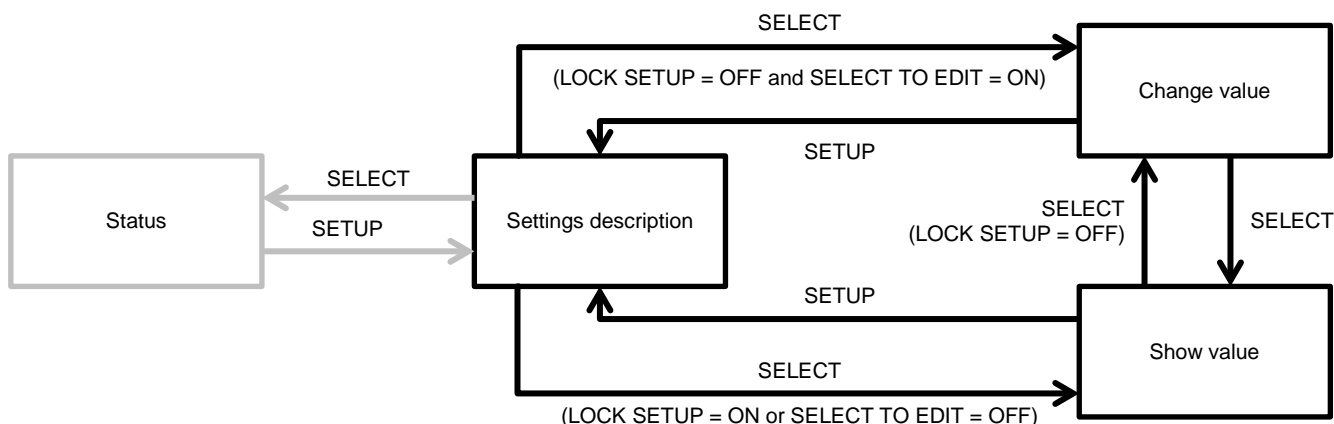 SELECT
(LOCK SETUP = OFF and SELECT TO EDIT = ON)
Change value
SETUP
SELECT
Status
Settings description
SETUP
SELECT
(LOCK SETUP = OFF)
SELECT
SETUP
Show value
SELECT
(LOCK SETUP = ON or SELECT TO EDIT = OFF)